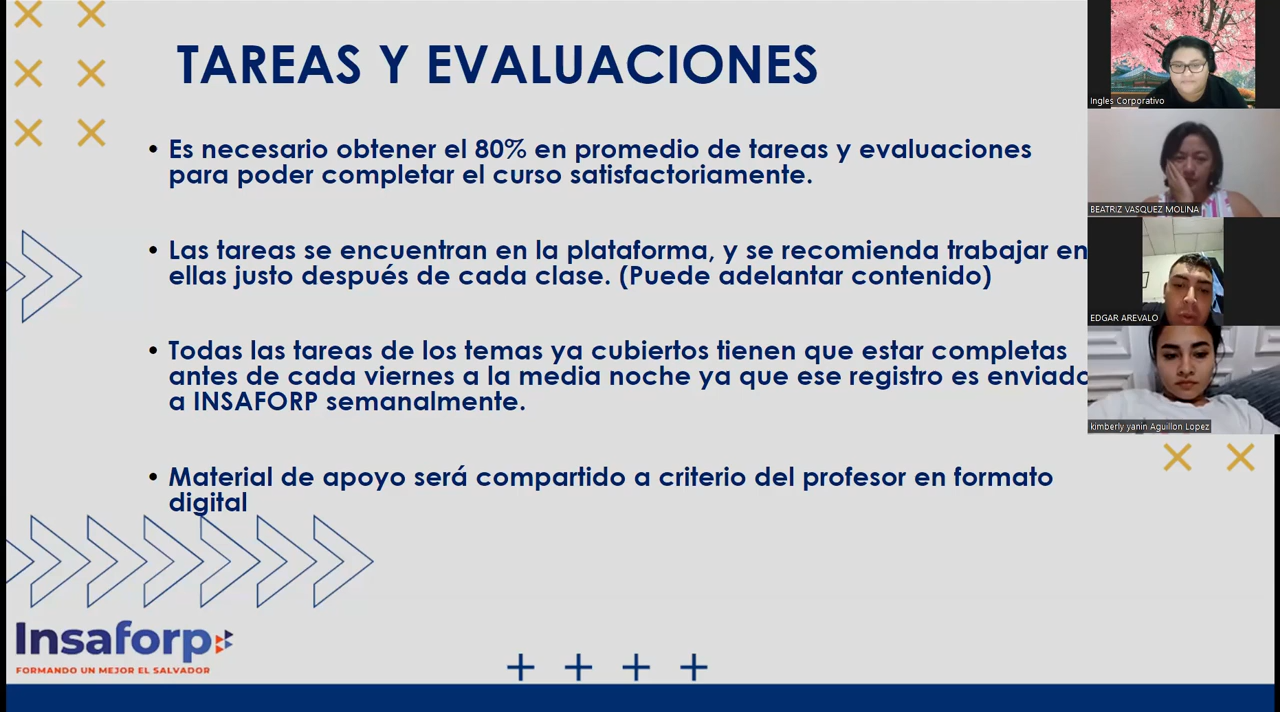 TAREAS Y EVALUACIONES
• Es necesario obtener el 80% en promedio de tareas y evaluaciones
para poder completar el curso satisfactoriamente.
• Las tareas se encuentran en la plataforma, y se recomienda trabajar en
ellas justo después de cada clase. (Puede adelantar contenido)
• Todas las tareas de los temas ya cubiertos tienen que estar completas
antes de cada viernes a la media noche ya que ese registro es enviado
a INSAFORP semanalmente.
• Material de apoyo será compartido a criterio del profesor en formato
digital
Insaforp
FORMANDO UN MEJOR EL SALVADOR
Ingles Corporativo
BEATRIZ VASQUEZ MOLINA
EDGAR AREVALO
kimberly yanin Aguillon Lopez